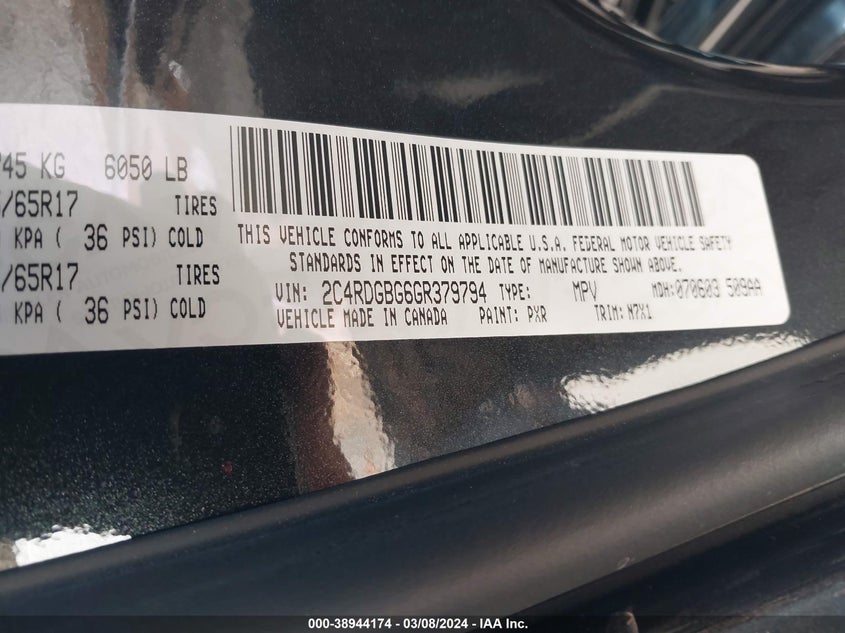 45 KG 6050 LB
/65R17 TIRES
KPA ( 36 PSI) COLD
/65R17 TIRES
KPA ( 36 PSI) COLD
THIS VEHICLE CONFORMS TO ALL APPLICABLE U.S.A. FEDERAL MOTOR VEHICLE SAFETY
STANDARDS IN EFFECT ON THE DATE OF MANUFACTURE SHOWN ABOVE.
VIN: 2C4RDGBG6GR379794 TYPE: MPV MDH:070603 509AA
VEHICLE MADE IN CANADA PAINT: PXR TRIM: N7X1
000-38944174 — 03/08/2024 — IAA Inc.